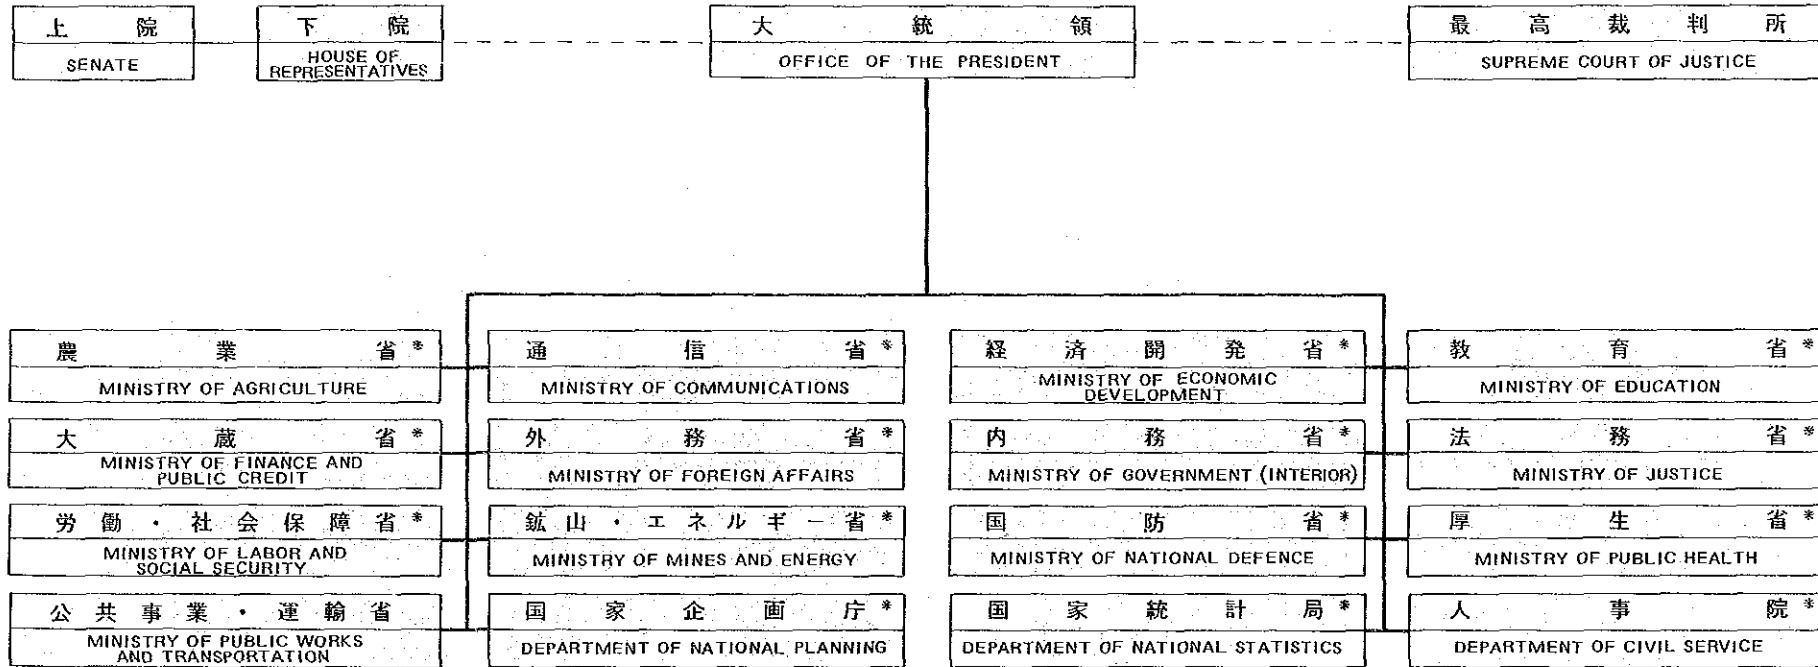 上院
SENATE
下院
HOUSE OF
REPRESENTATIVES
大統領
OFFICE OF THE PRESIDENT
最高裁判所
SUPREME COURT OF JUSTICE
農業省*
MINISTRY OF AGRICULTURE
通信省*
MINISTRY OF COMMUNICATIONS
経済開発省*
MINISTRY OF ECONOMIC
DEVELOPMENT
教育省*
MINISTRY OF EDUCATION
大蔵省*
MINISTRY OF FINANCE AND
PUBLIC CREDIT
外務省*
MINISTRY OF FOREIGN AFFAIRS
内務省*
MINISTRY OF GOVERNMENT (INTERIOR)
法務省*
MINISTRY OF JUSTICE
労働・社会保障省*
MINISTRY OF LABOR AND
SOCIAL SECURITY
鉱山・エネルギー省*
MINISTRY OF MINES AND ENERGY
国防省*
MINISTRY OF NATIONAL DEFENCE
厚生省*
MINISTRY OF PUBLIC HEALTH
公共事業・運輸省
MINISTRY OF PUBLIC WORKS
AND TRANSPORTATION
国家企画庁*
DEPARTMENT OF NATIONAL PLANNING
国家統計局*
DEPARTMENT OF NATIONAL STATISTICS
人事院*
DEPARTMENT OF CIVIL SERVICE